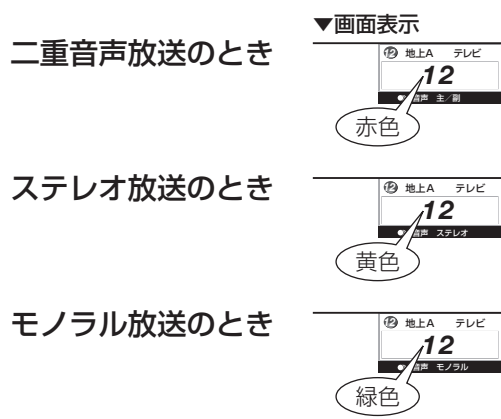 ▼画面表示
二重音声放送のとき
⑫ 地上A テレビ
12
音声 主/副
赤色
ステレオ放送のとき
⑫ 地上A テレビ
12
音声 ステレオ
黄色
モノラル放送のとき
⑫ 地上A テレビ
12
音声 モノラル
緑色